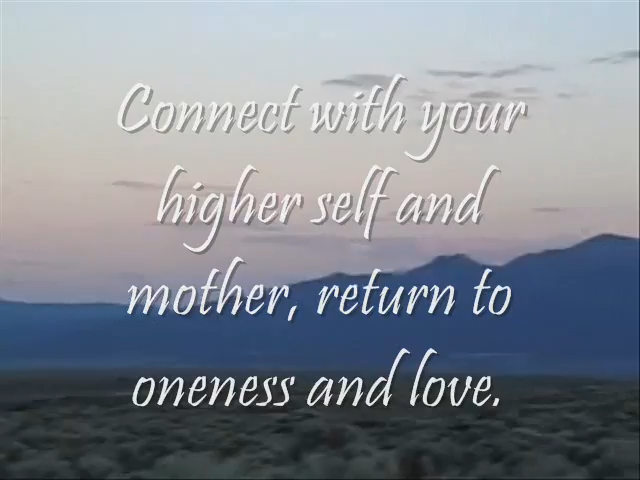 Connect with your
higher self and
mother, return to
oneness and love.